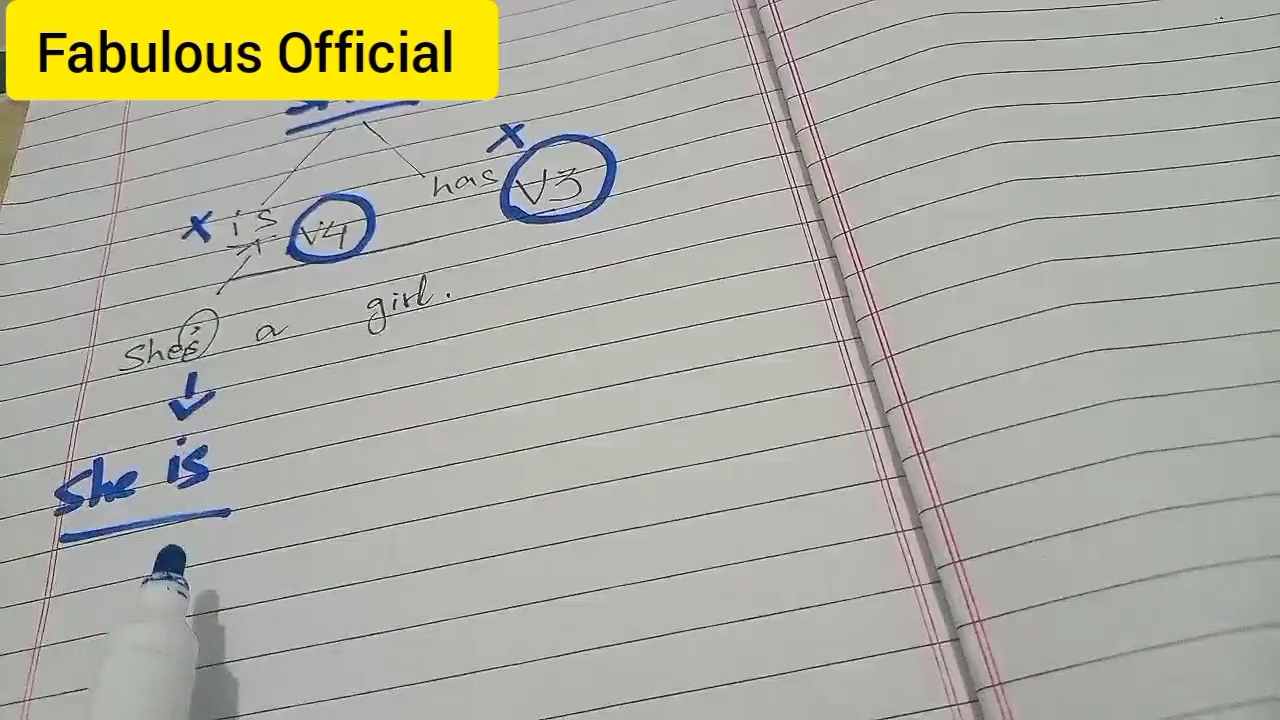 Fabulous Official
x
has V3
x is V4
She's a girl.
She is